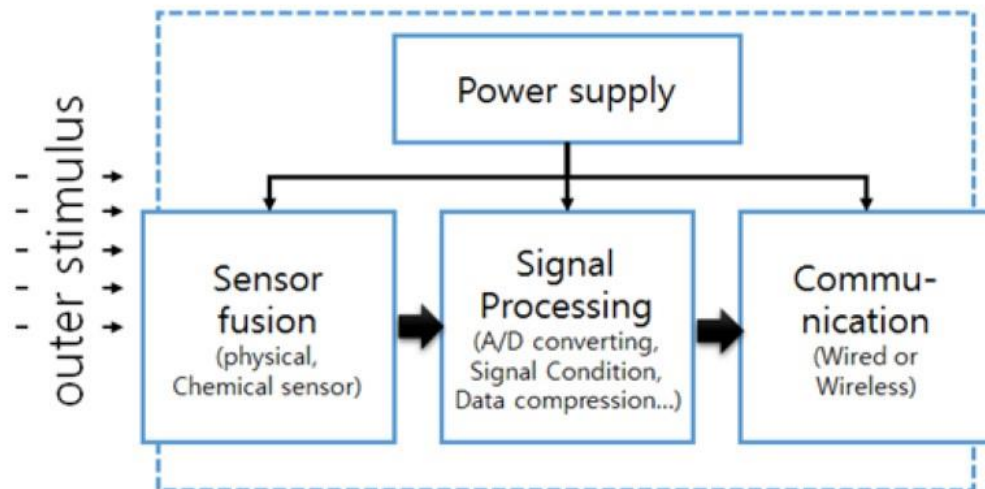 outer stimulus
Power supply
Sensor
fusion
(physical,
Chemical sensor)
Signal
Processing
(A/D converting,
Signal Condition,
Data compression...)
Commu-
nication
(Wired or
Wireless)